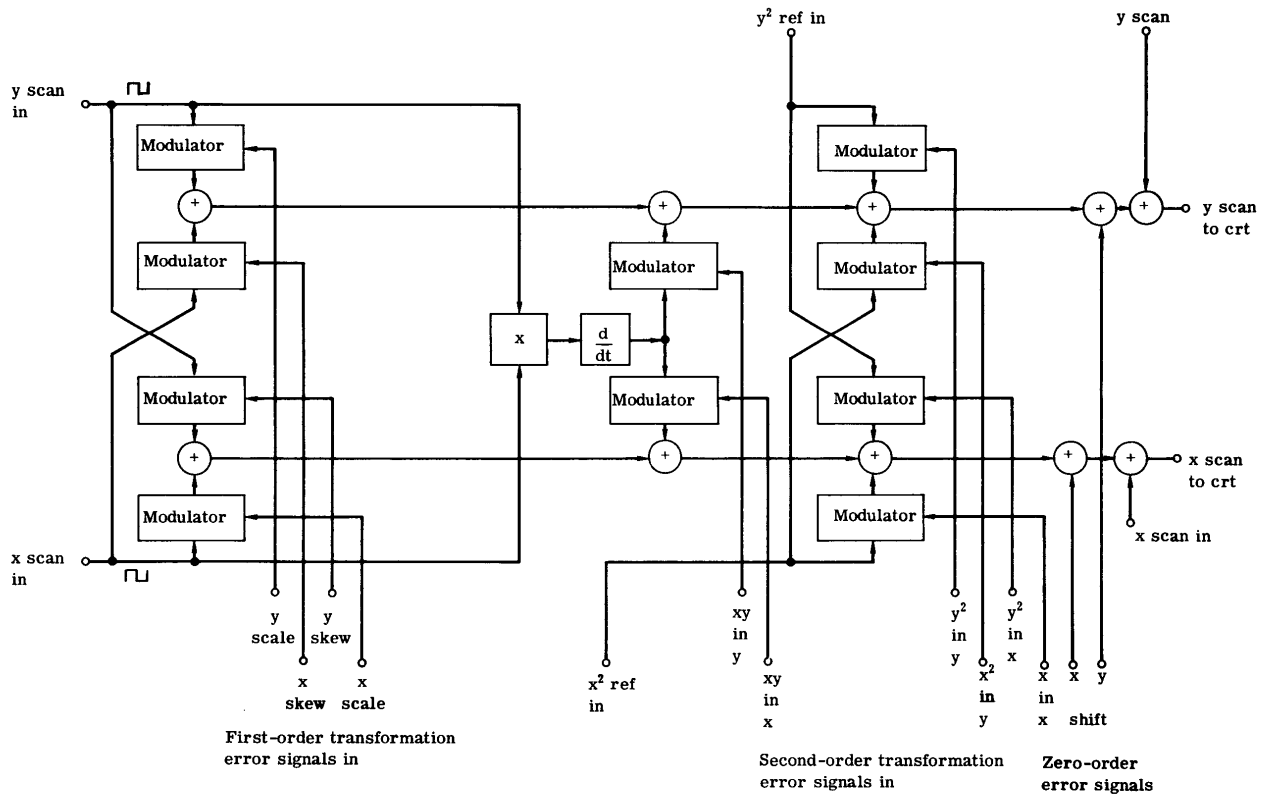 y² ref in
y scan
y scan
in
Modulator
Modulator
+
+
+
+
+
y scan
to crt
Modulator
Modulator
Modulator
x
d
dt
Modulator
Modulator
Modulator
+
+
+
+
+
x scan
to crt
Modulator
Modulator
x scan in
x scan
in
y
scale
y
skew
xy
in
y
y²
in
y
y²
in
x
x
skew
x
scale
x² ref
in
xy
in
x
x²
in
y
x
in
x
x
y
shift
First-order transformation
error signals in
Second-order transformation
error signals in
Zero-order
error signals